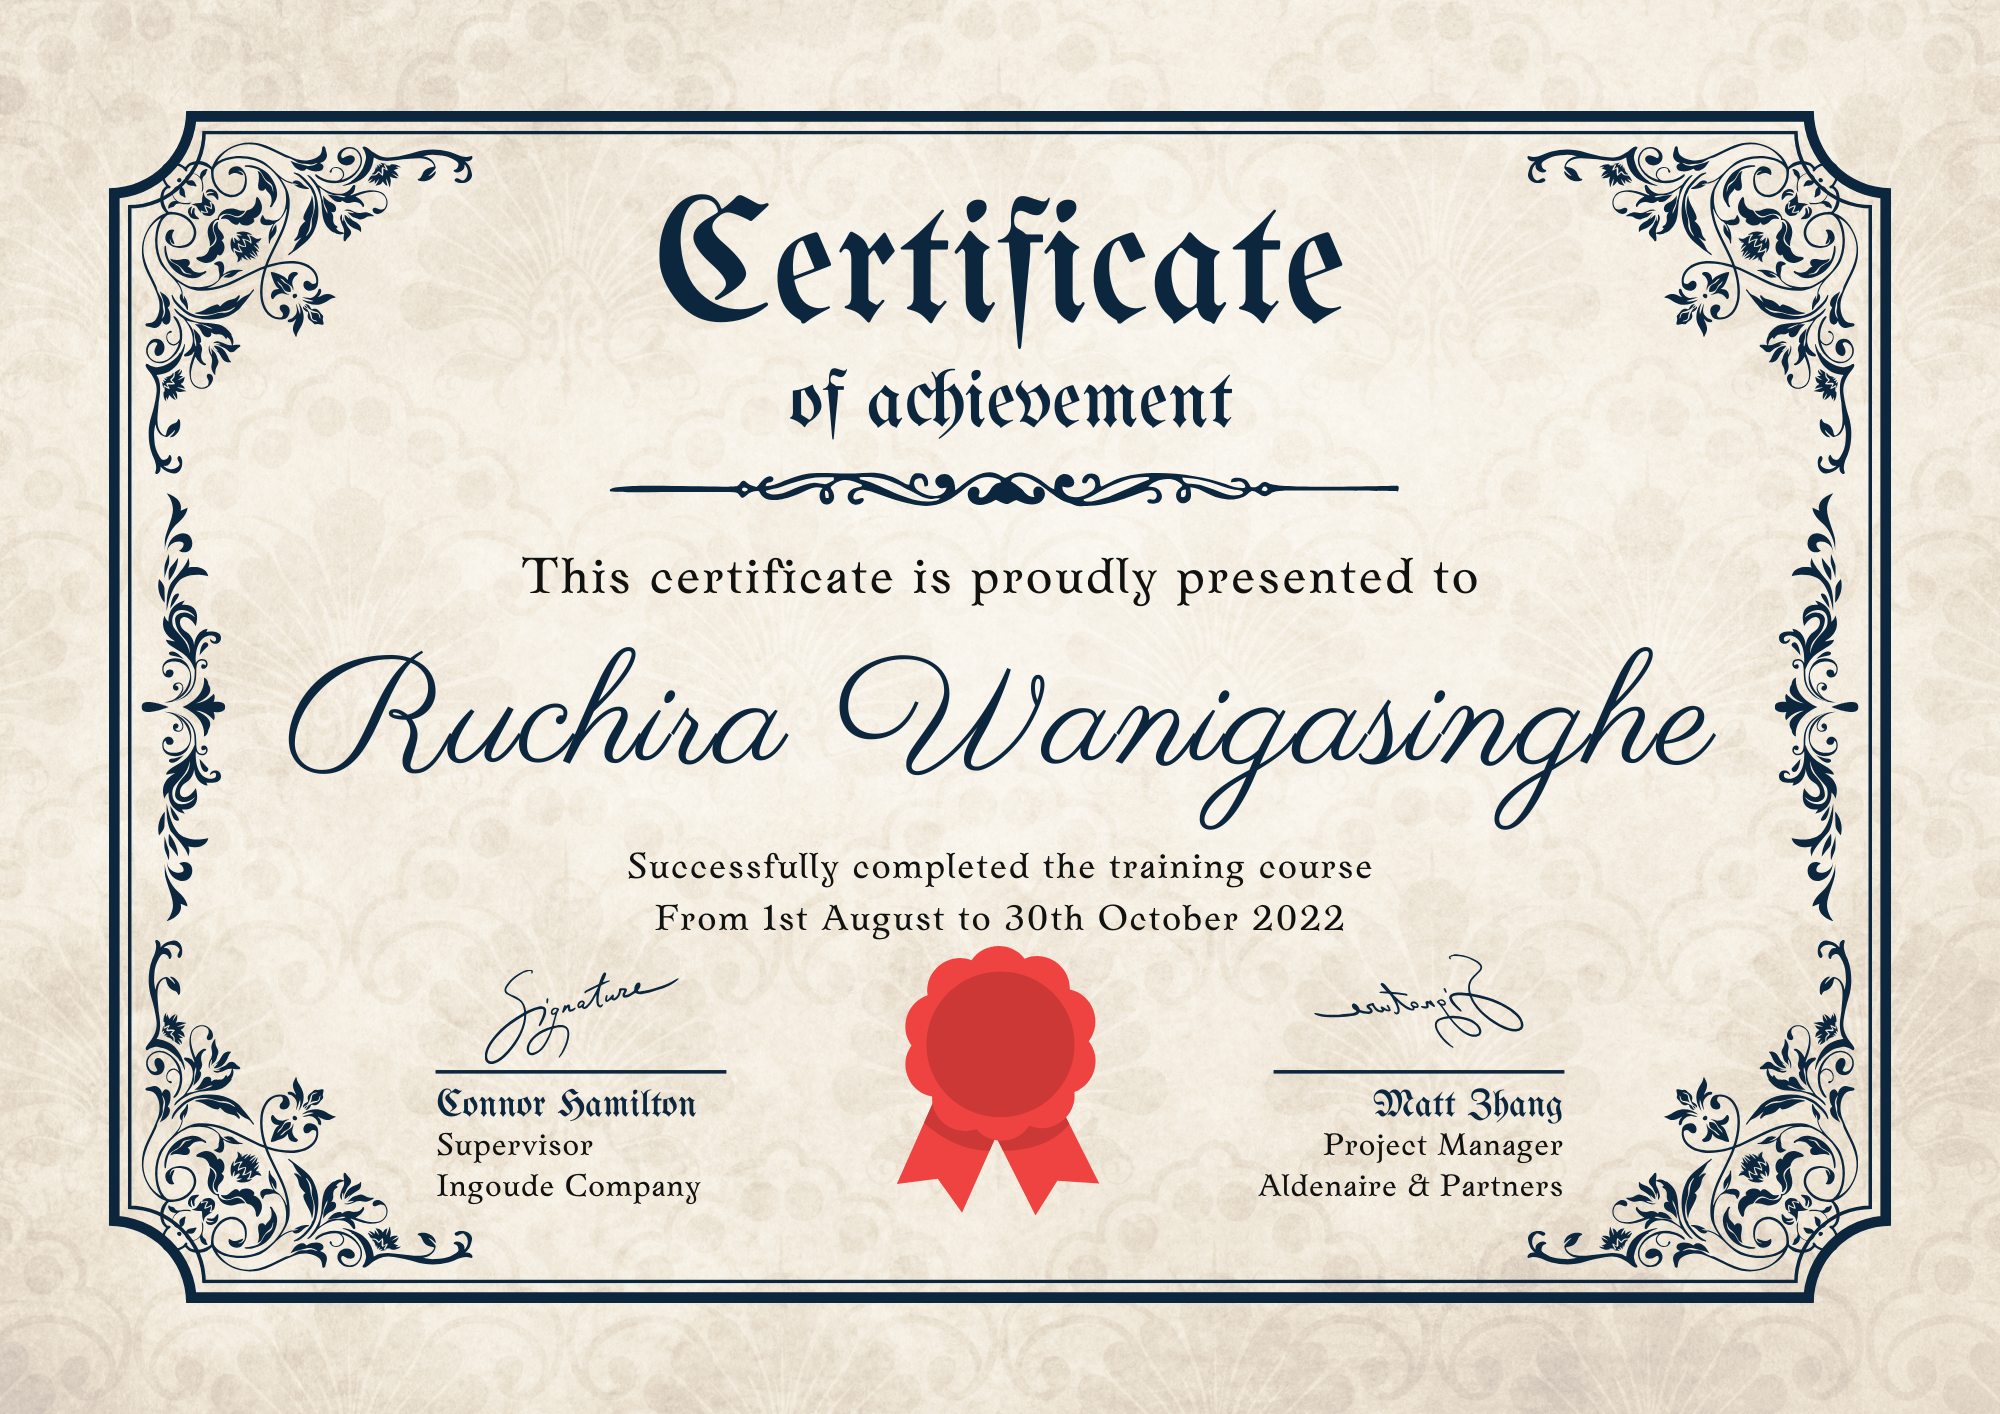 Certificate
of achievement
This certificate is proudly presented to
Ruchira Wanigasinghe
Successfully completed the training course
From 1st August to 30th October 2022
Signature
Signature
Connor Hamilton
Supervisor
Ingoude Company
Matt Zhang
Project Manager
Aldenaire & Partners